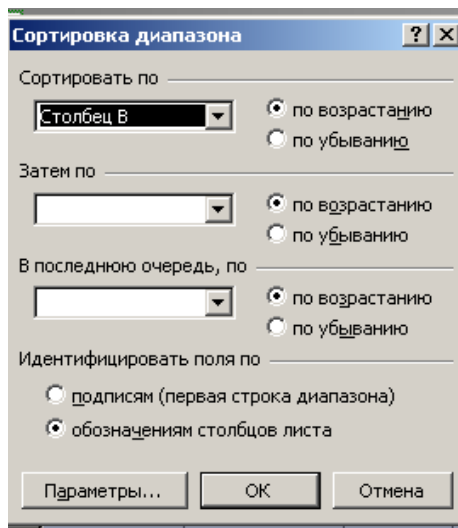 Сортировка диапазона
Сортировать по
Столбец B
по возрастанию
по убыванию
Затем по
по возрастанию
по убыванию
В последнюю очередь, по
по возрастанию
по убыванию
Идентифицировать поля по
подписям (первая строка диапазона)
обозначениям столбцов листа
Параметры... ОК Отмена